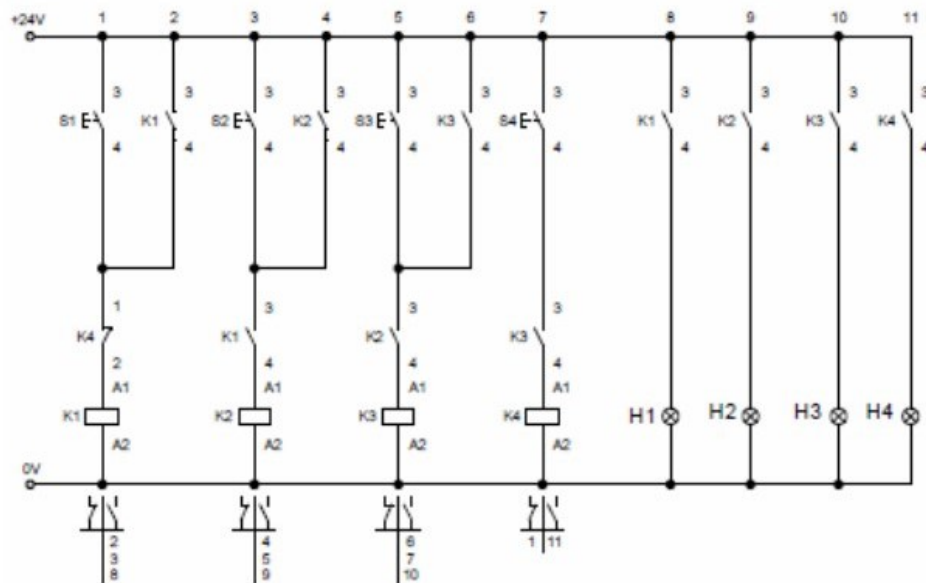 1 2 3 4 5 6 7 8 9 10 11
+24V
3 3 3 3 3 3 3 3 3 3 3
S1 K1 S2 K2 S3 K3 S4 K1 K2 K3 K4
4 4 4 4 4 4 4 4 4 4 4
1 3 3 3
K4 K1 K2 K3
2 4 4 4
A1 A1 A1 A1
K1 K2 K3 K4 H1 H2 H3 H4
A2 A2 A2 A2
0V
2 4 6 1 11
3 5 7
8 9 10